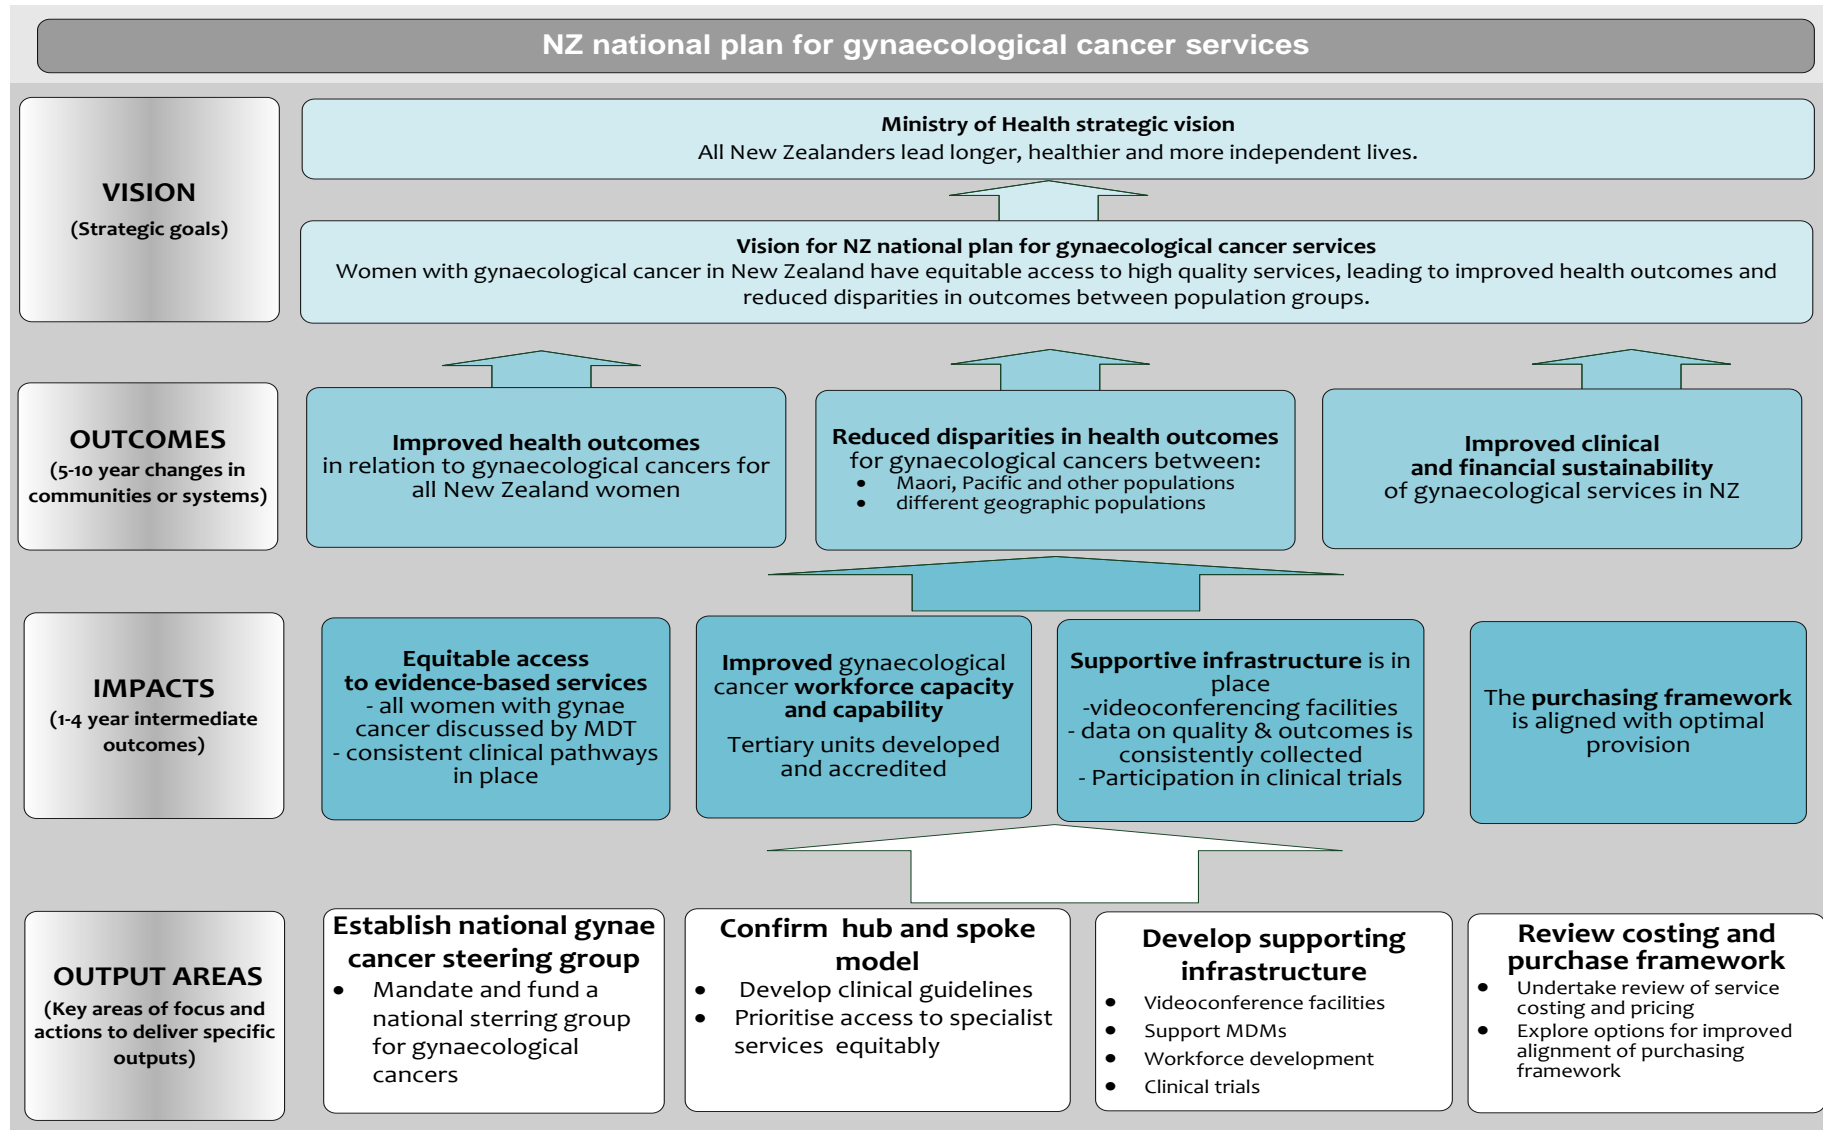 NZ national plan for gynaecological cancer services
VISION
(Strategic goals)
Ministry of Health strategic vision
All New Zealanders lead longer, healthier and more independent lives.
Vision for NZ national plan for gynaecological cancer services
Women with gynaecological cancer in New Zealand have equitable access to high quality services, leading to improved health outcomes and
reduced disparities in outcomes between population groups.
OUTCOMES
(5-10 year changes in
communities or systems)
Improved health outcomes
in relation to gynaecological cancers for
all New Zealand women
Reduced disparities in health outcomes
for gynaecological cancers between:
• Maori, Pacific and other populations
• different geographic populations
Improved clinical
and financial sustainability
of gynaecological services in NZ
IMPACTS
(1-4 year intermediate
outcomes)
Equitable access
to evidence-based services
- all women with gynae
cancer discussed by MDT
- consistent clinical pathways
in place
Improved gynaecological
cancer workforce capacity
and capability
Tertiary units developed
and accredited
Supportive infrastructure is in
place
-videoconferencing facilities
- data on quality & outcomes is
consistently collected
- Participation in clinical trials
The purchasing framework
is aligned with optimal
provision
OUTPUT AREAS
(Key areas of focus and
actions to deliver specific
outputs)
Establish national gynae
cancer steering group
• Mandate and fund a
national sterring group
for gynaecological
cancers
Confirm hub and spoke
model
• Develop clinical guidelines
• Prioritise access to specialist
services equitably
Develop supporting
infrastructure
• Videoconference facilities
• Support MDMs
• Workforce development
• Clinical trials
Review costing and
purchase framework
• Undertake review of service
costing and pricing
• Explore options for improved
alignment of purchasing
framework